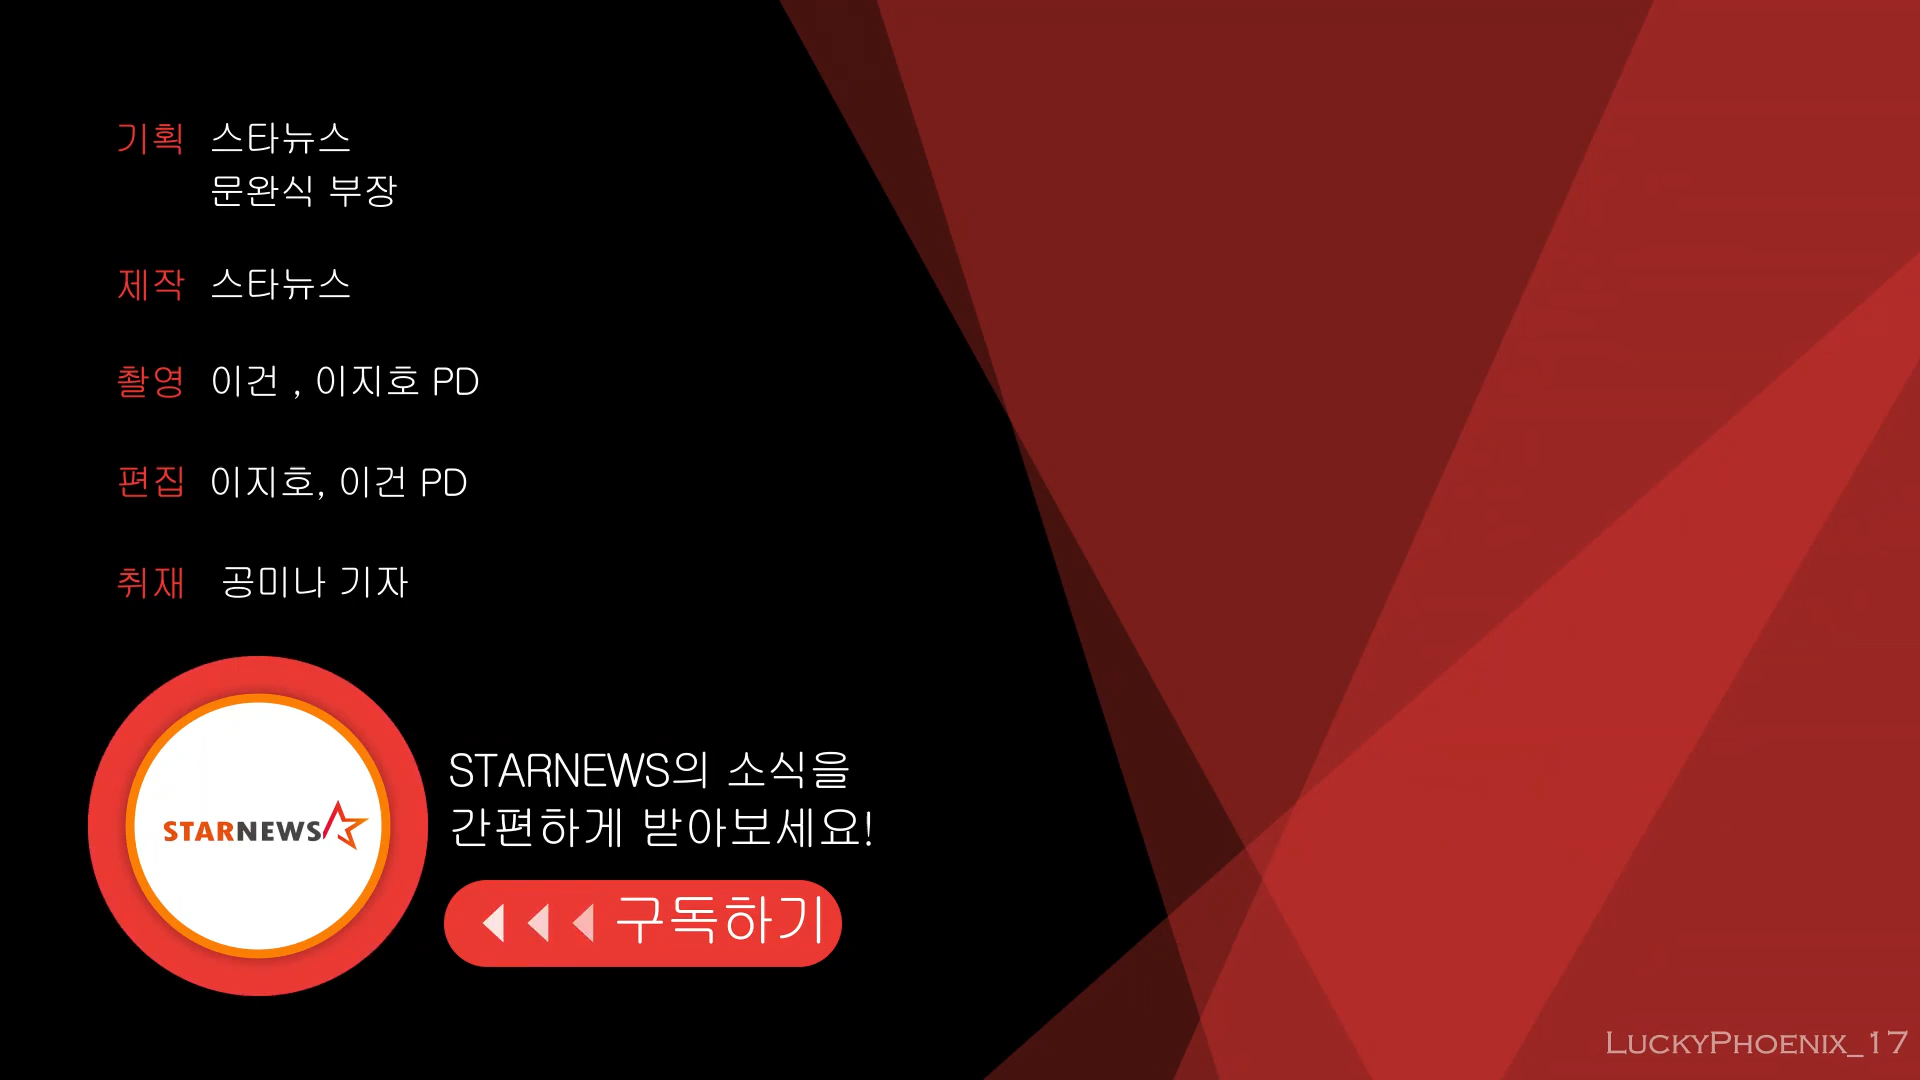 기획 스타뉴스
문완식 부장
제작 스타뉴스
촬영 이건 , 이지호 PD
편집 이지호, 이건 PD
취재 공미나 기자
STARNEWS
STARNEWS의 소식을
간편하게 받아보세요!
구독하기
LUCKYPHOENIX_17